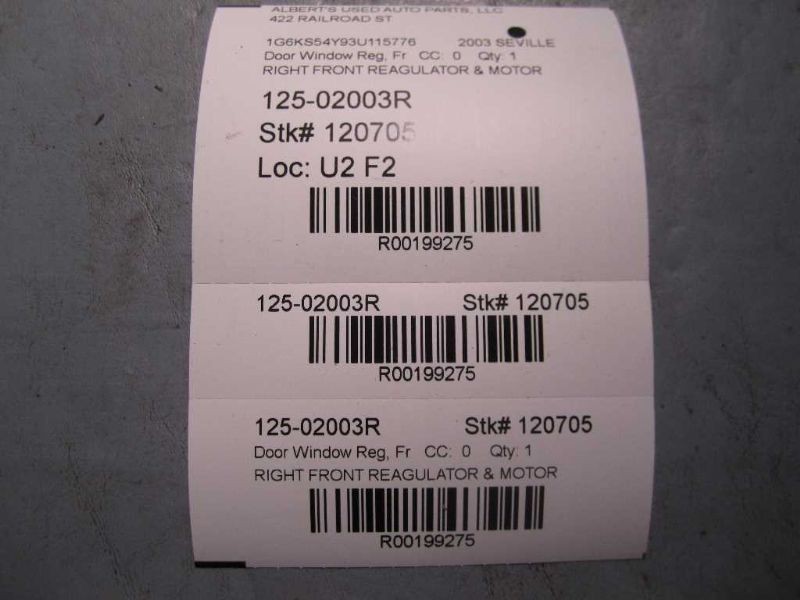 ALBERT'S USED AUTO PARTS, LLC
422 RAILROAD ST
1G6KS54Y93U115776 2003 SEVILLE
Door Window Reg, Fr CC: 0 Qty: 1
RIGHT FRONT REAGULATOR & MOTOR
125-02003R
Stk# 120705
Loc: U2 F2
R00199275
125-02003R Stk# 120705
R00199275
125-02003R Stk# 120705
Door Window Reg, Fr CC: 0 Qty: 1
RIGHT FRONT REAGULATOR & MOTOR
R00199275